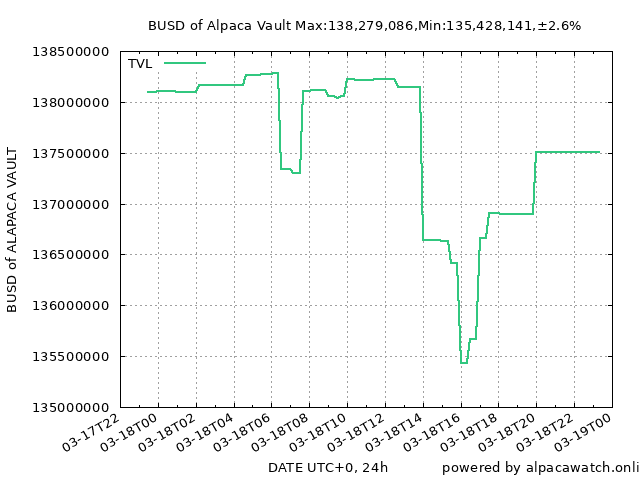 BUSD of Alpaca Vault Max:138,279,086,Min:135,428,141,±2.6%
TVL
138500000
138000000
137500000
137000000
136500000
136000000
135500000
135000000
BUSD of ALAPACA VAULT
03-17T22
03-18T00
03-18T02
03-18T04
03-18T06
03-18T08
03-18T10
03-18T12
03-18T14
03-18T16
03-18T18
03-18T20
03-18T22
03-19T00
DATE UTC+0, 24h
powered by alpacawatch.onli